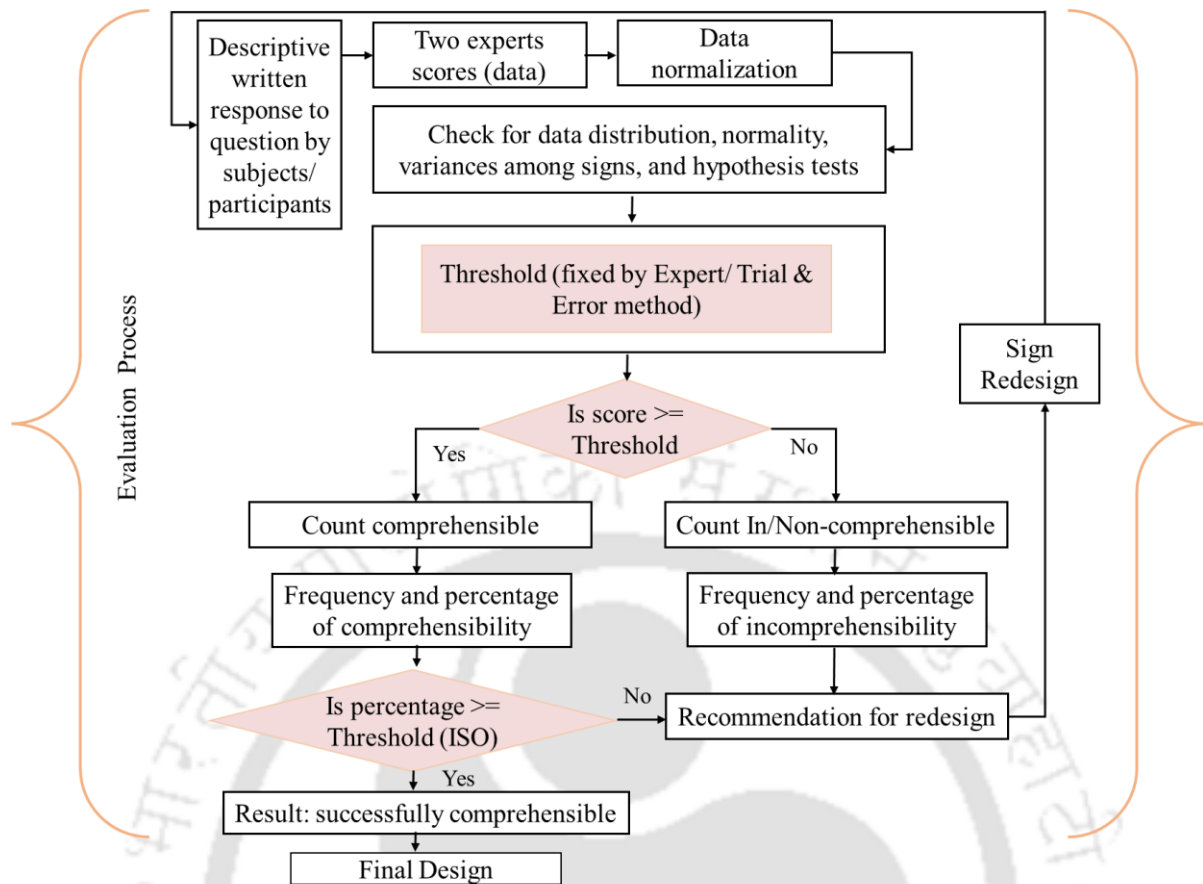 Descriptive
written
response to
question by
subjects/
participants
Two experts
scores (data)
Data
normalization
Check for data distribution, normality,
variances among signs, and hypothesis tests
Threshold (fixed by Expert/ Trial &
Error method)
Evaluation Process
Sign
Redesign
Is score >=
Threshold
Yes
No
Count comprehensible
Count In/Non-comprehensible
Frequency and percentage
of comprehensibility
Frequency and percentage
of incomprehensibility
Is percentage >=
Threshold (ISO)
No
Recommendation for redesign
Yes
Result: successfully comprehensible
Final Design